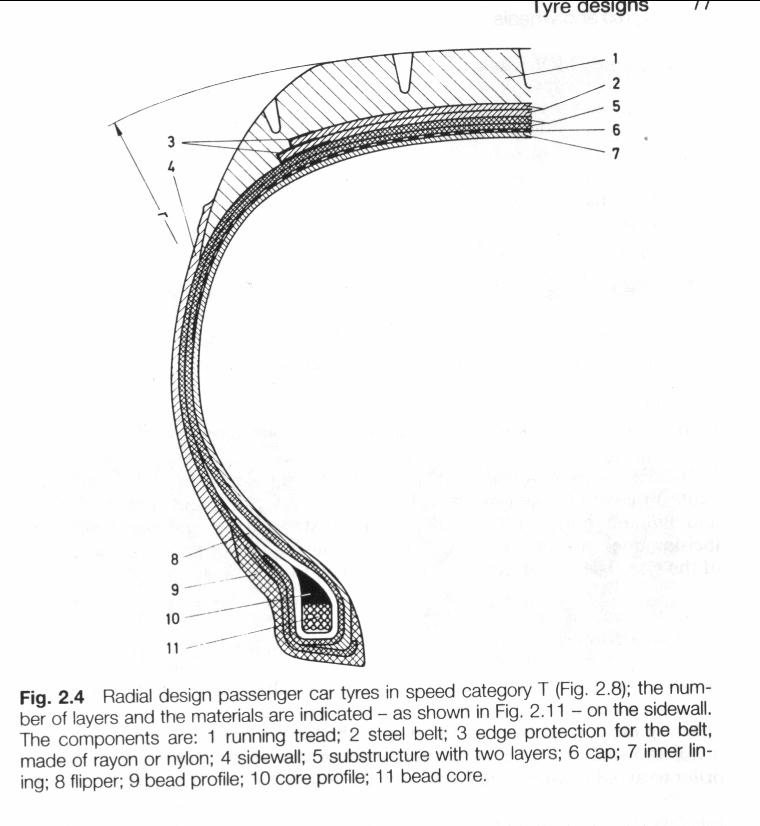 Tyre designs 77
1
2
5
3
6
4
7
r
8
9
10
11
Fig. 2.4 Radial design passenger car tyres in speed category T (Fig. 2.8); the num-
ber of layers and the materials are indicated – as shown in Fig. 2.11 – on the sidewall.
The components are: 1 running tread; 2 steel belt; 3 edge protection for the belt,
made of rayon or nylon; 4 sidewall; 5 substructure with two layers; 6 cap; 7 inner lin-
ing; 8 flipper; 9 bead profile; 10 core profile; 11 bead core.